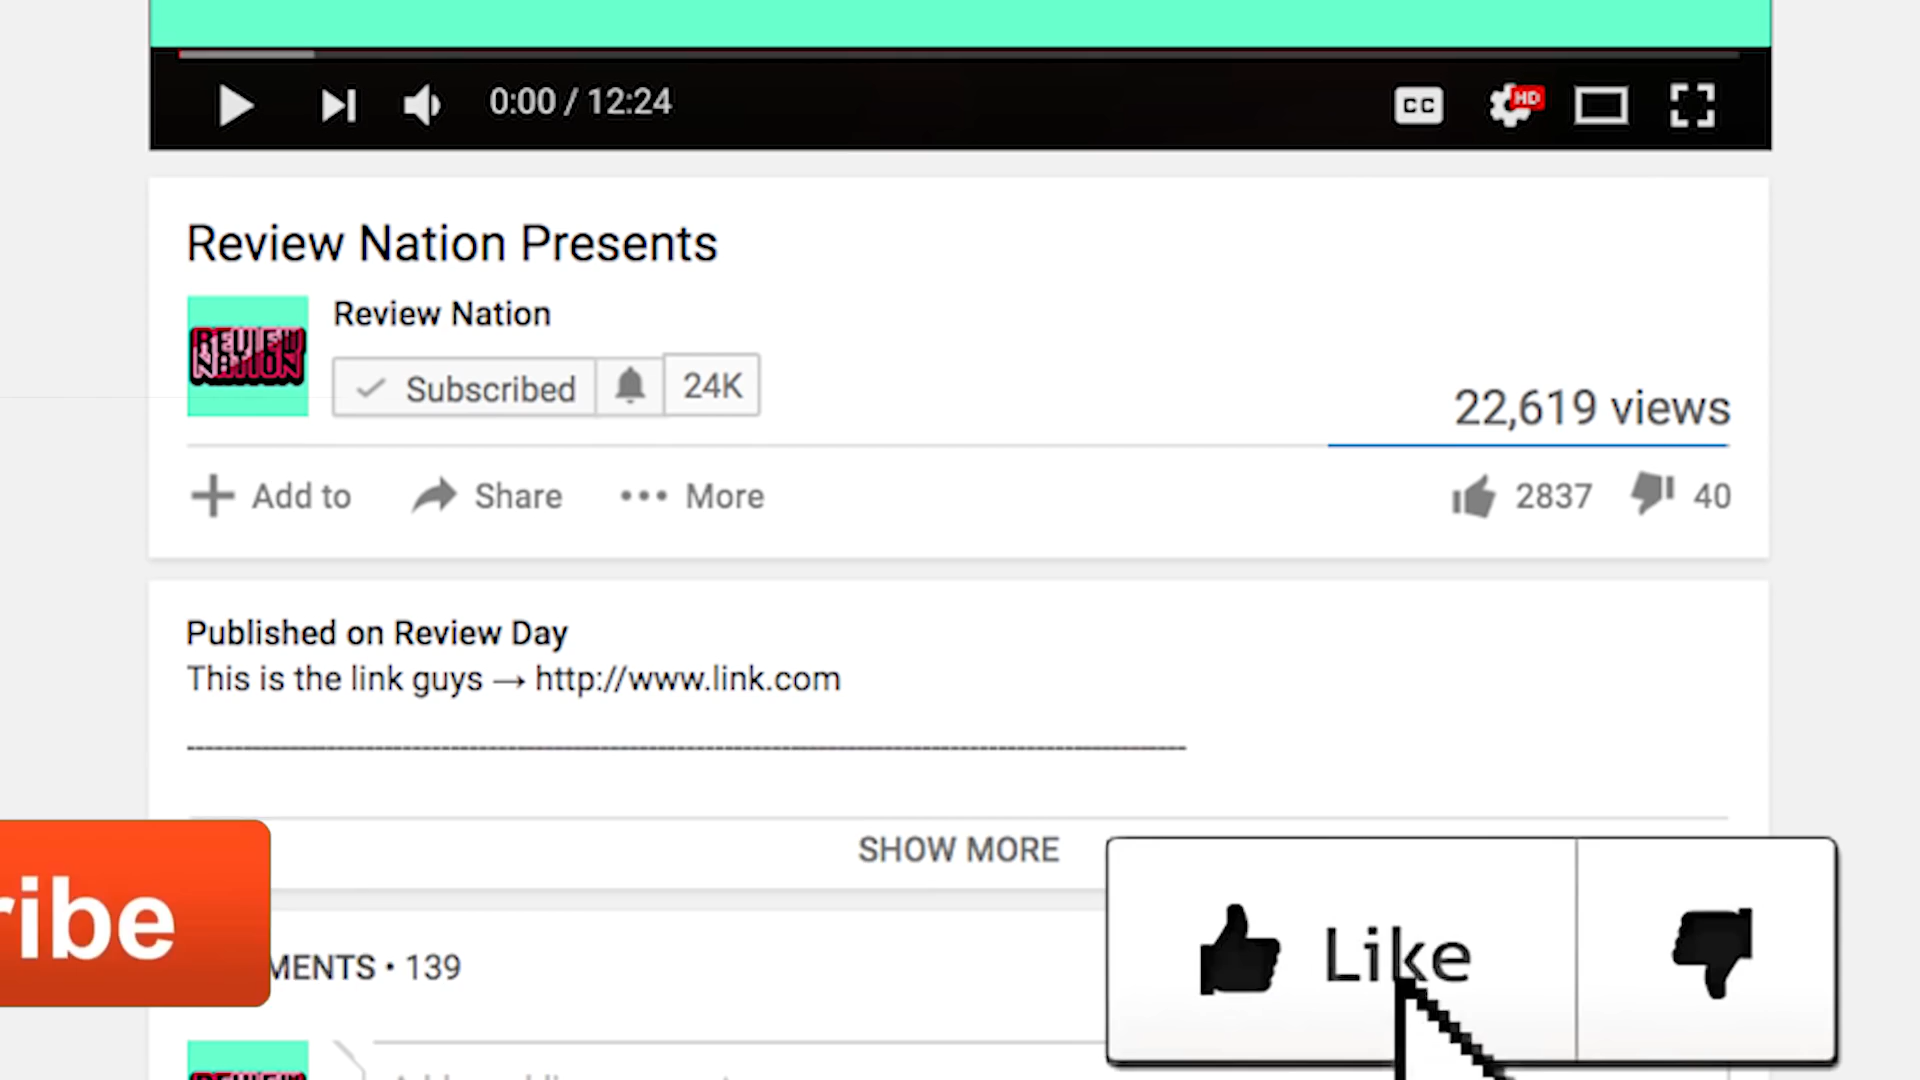 0:00 / 12:24
CC
HD
Review Nation Presents
REVIEW
NATION
Review Nation
Subscribed
24K
22,619 views
Add to
Share
More
2837
40
Published on Review Day
This is the link guys → http://www.link.com
SHOW MORE
ribe
MENTS • 139
Like